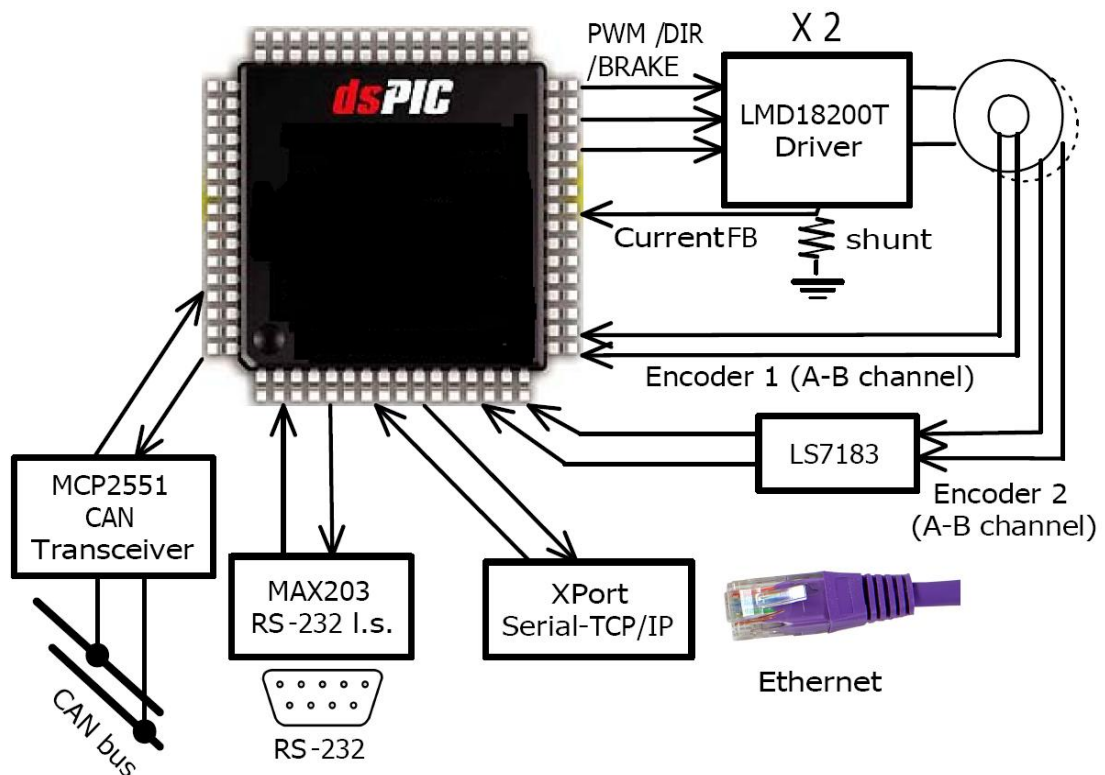 PWM /DIR
/BRAKE
X 2
dsPIC
LMD18200T
Driver
CurrentFB
shunt
Encoder 1 (A-B channel)
LS7183
Encoder 2
(A-B channel)
MCP2551
CAN
Transceiver
MAX203
RS-232 l.s.
XPort
Serial-TCP/IP
CAN bus
RS-232
Ethernet